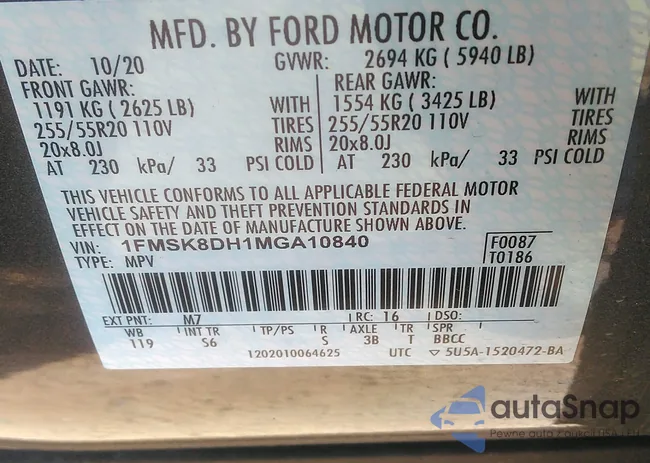 MFD. BY FORD MOTOR CO.
DATE: 10/20 GVWR: 2694 KG ( 5940 LB)
FRONT GAWR: REAR GAWR:
1191 KG ( 2625 LB) WITH 1554 KG ( 3425 LB) WITH
255/55R20 110V TIRES 255/55R20 110V TIRES
20x8.0J RIMS 20x8.0J RIMS
AT 230 kPa/ 33 PSI COLD AT 230 kPa/ 33 PSI COLD
THIS VEHICLE CONFORMS TO ALL APPLICABLE FEDERAL MOTOR
VEHICLE SAFETY AND THEFT PREVENTION STANDARDS IN
EFFECT ON THE DATE OF MANUFACTURE SHOWN ABOVE.
VIN: 1FMSK8DH1MGA10840 F0087
TYPE: MPV T0186
EXT PNT: M7 RC: 16 DSO:
WB INT TR TP/PS R AXLE TR SPR
119 S6 S 3B T BBCC
1202010064625 UTC ▽ 5U5A-1520472-BA
autaSnap